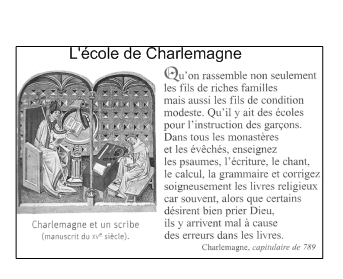 L'école de Charlemagne
Qu'on rassemble non seulement
les fils de riches familles
mais aussi les fils de condition
modeste. Qu'il y ait des écoles
pour l'instruction des garçons.
Dans tous les monastères
et les évêchés, enseignez
les psaumes, l'écriture, le chant,
le calcul, la grammaire et corrigez
soigneusement les livres religieux
car souvent, alors que certains
désirent bien prier Dieu,
ils y arrivent mal à cause
des erreurs dans les livres.
Charlemagne, capitulaire de 789
Charlemagne et un scribe
(manuscrit du XVe siècle).